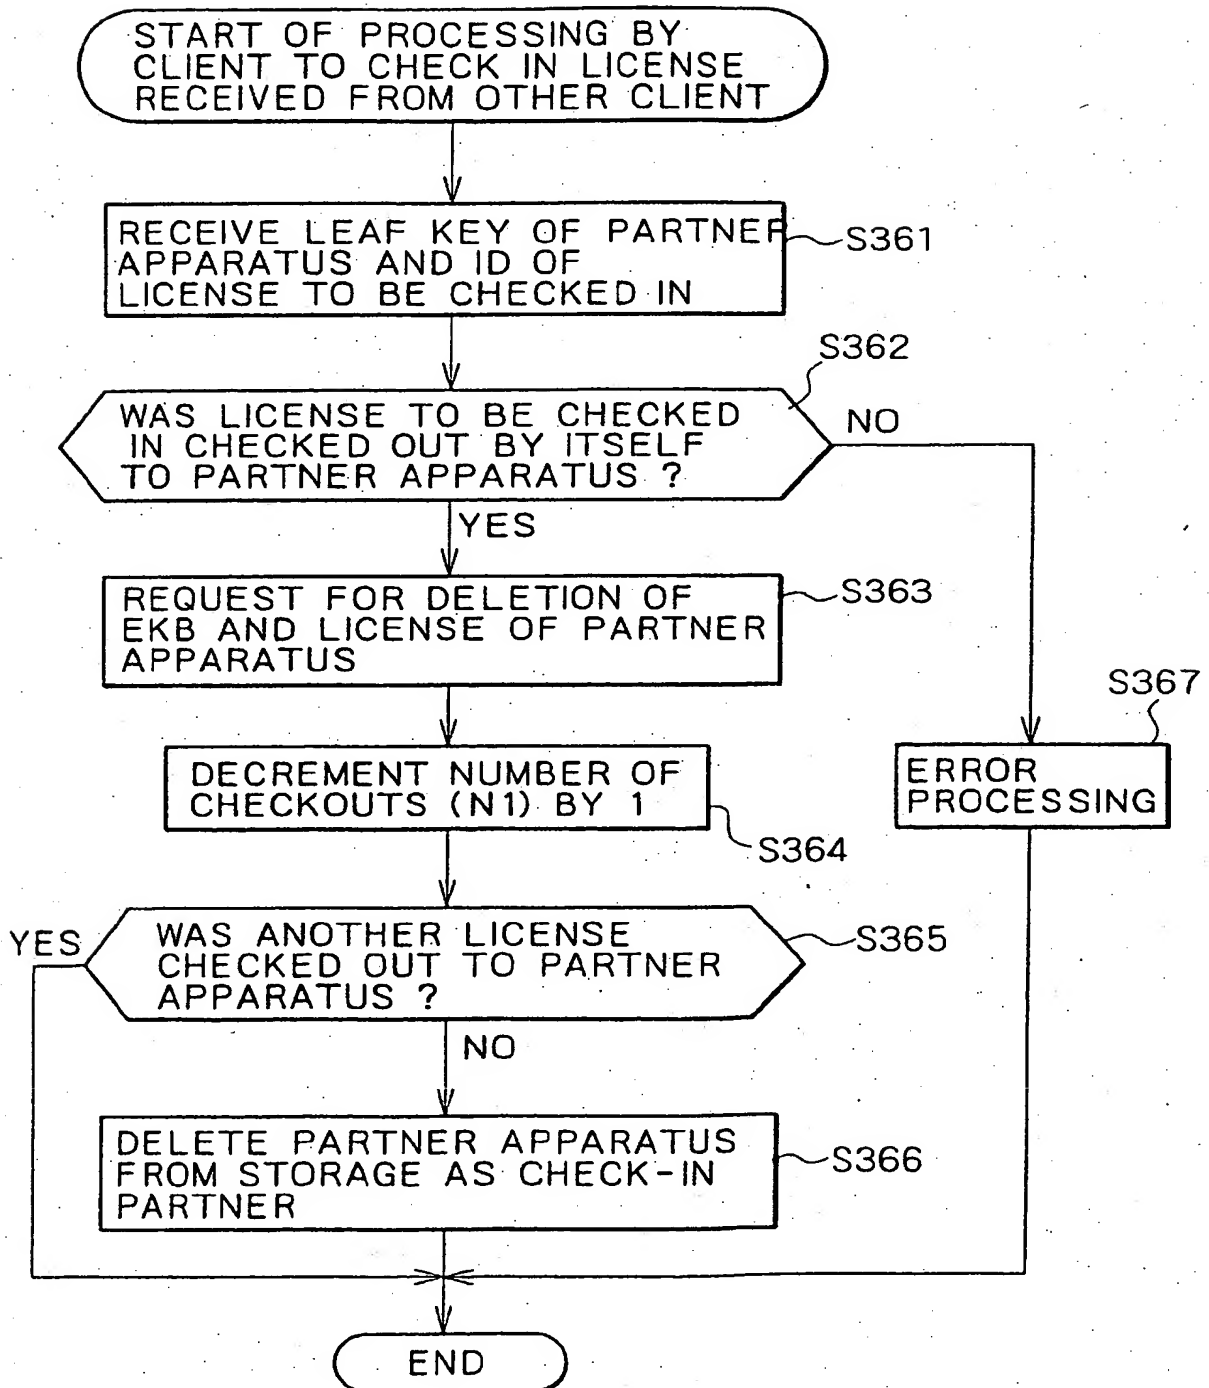 START OF PROCESSING BY
CLIENT TO CHECK IN LICENSE
RECEIVED FROM OTHER CLIENT
RECEIVE LEAF KEY OF PARTNER
APPARATUS AND ID OF
LICENSE TO BE CHECKED IN
S361
S362
WAS LICENSE TO BE CHECKED
IN CHECKED OUT BY ITSELF
TO PARTNER APPARATUS ?
NO
YES
REQUEST FOR DELETION OF
EKB AND LICENSE OF PARTNER
APPARATUS
S363
S367
DECREMENT NUMBER OF
CHECKOUTS (N1) BY 1
S364
ERROR
PROCESSING
YES
WAS ANOTHER LICENSE
CHECKED OUT TO PARTNER
APPARATUS ?
S365
NO
DELETE PARTNER APPARATUS
FROM STORAGE AS CHECK-IN
PARTNER
S366
END